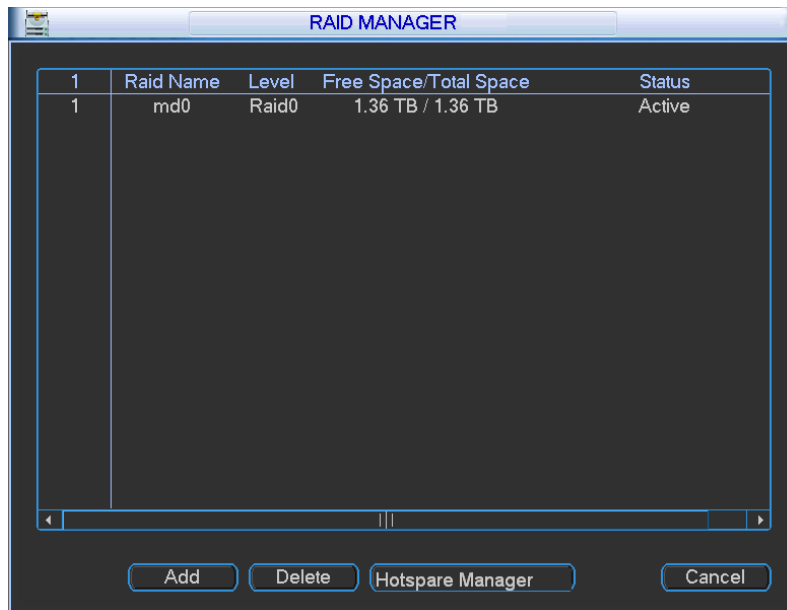 RAID MANAGER
1 Raid Name Level Free Space/Total Space Status
1 md0 Raid0 1.36 TB / 1.36 TB Active
Add Delete Hotspare Manager Cancel